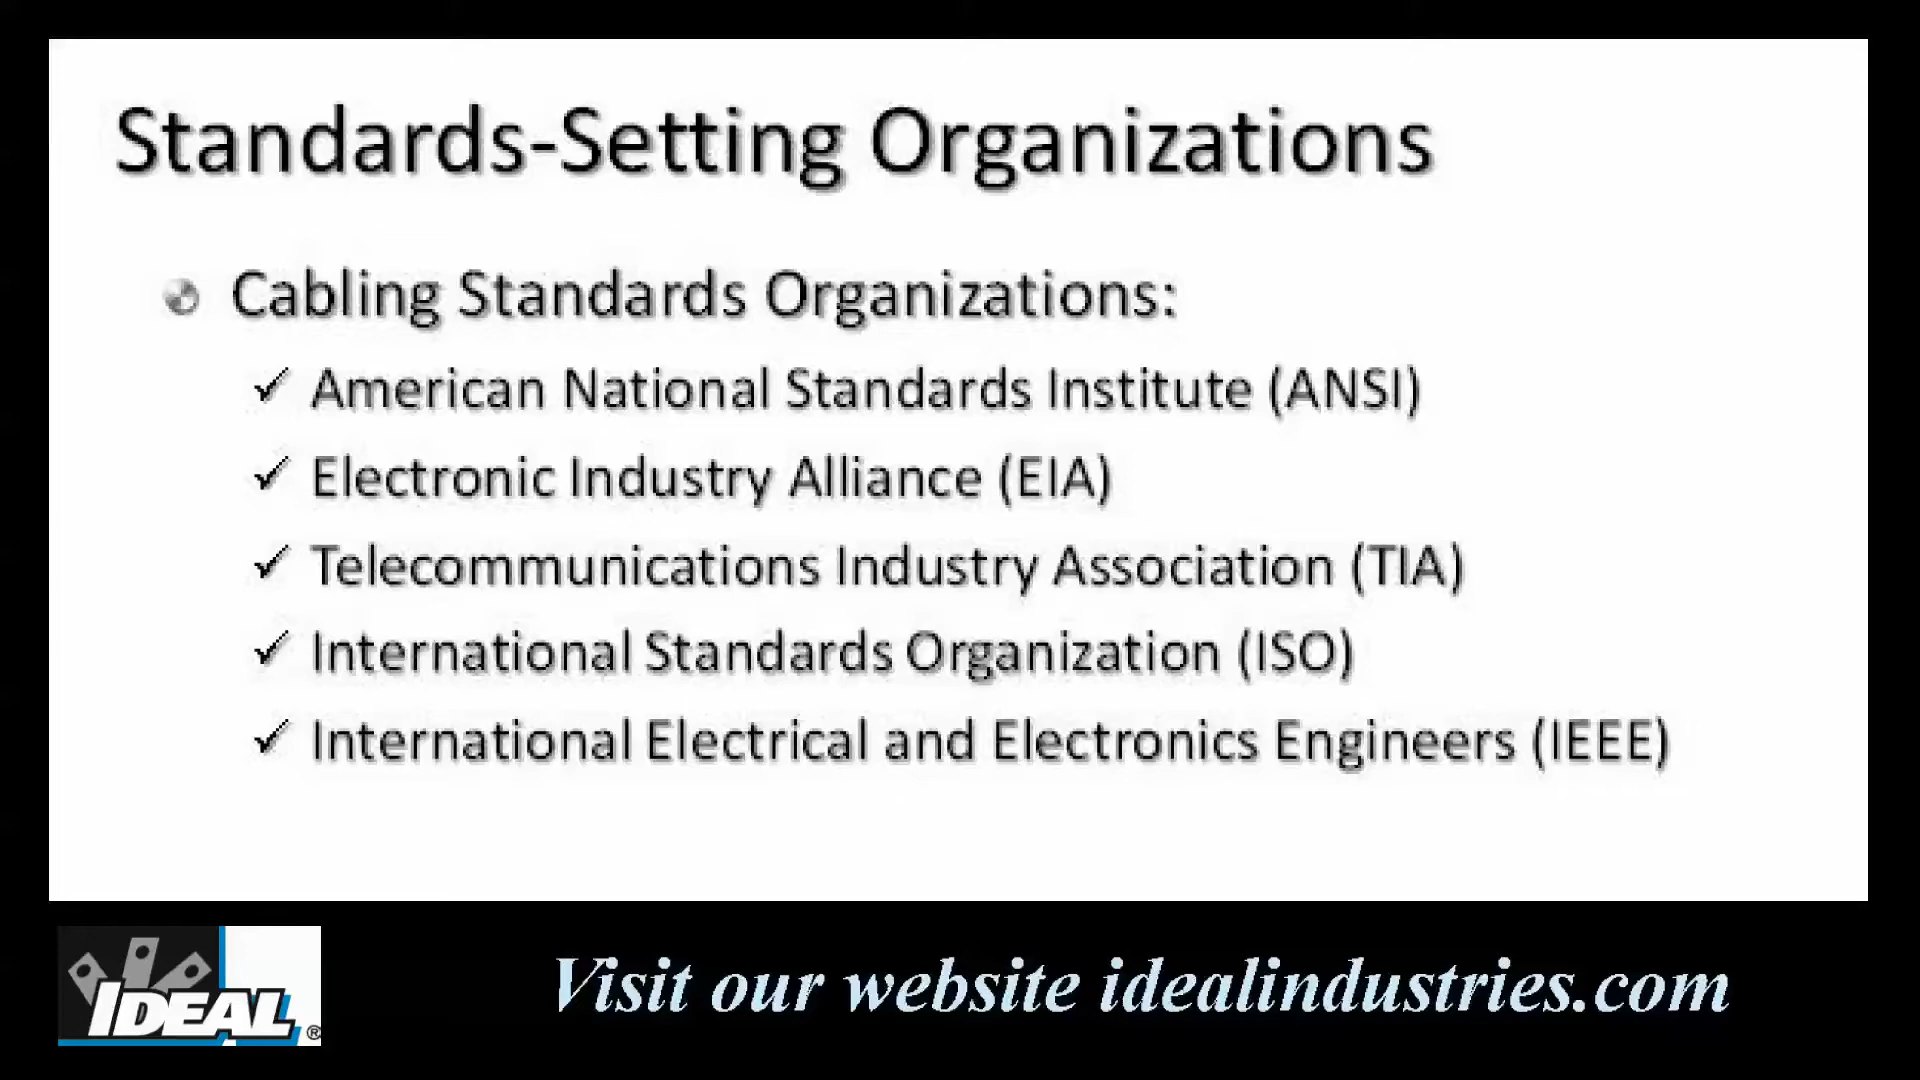 Standards-Setting Organizations
Cabling Standards Organizations:
✓ American National Standards Institute (ANSI)
✓ Electronic Industry Alliance (EIA)
✓ Telecommunications Industry Association (TIA)
✓ International Standards Organization (ISO)
✓ International Electrical and Electronics Engineers (IEEE)
IDEAL®
Visit our website idealindustries.com